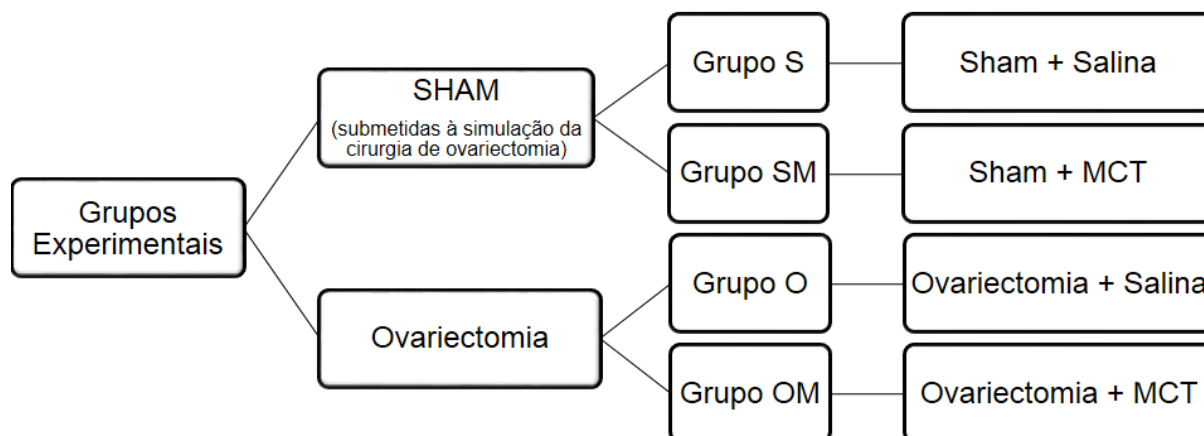 Grupos
Experimentais
SHAM
(submetidas à simulação da
cirurgia de ovariectomia)
Grupo S
Sham + Salina
Grupo SM
Sham + MCT
Ovariectomia
Grupo O
Ovariectomia + Salina
Grupo OM
Ovariectomia + MCT